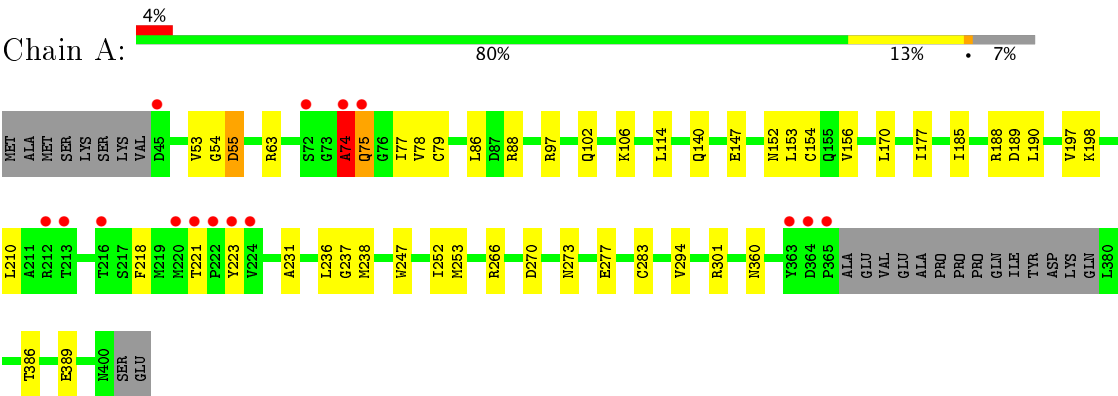 4%
Chain A:
80% 13% • 7%
MET ALA MET SER LYS SER LYS VAL D45 V53 G54 D55 R63 S72 G73 A74 Q75 G76 I77 V78 C79 L86 D87 R88 R97 Q102 K106 L114 Q140 E147 N152 L153 C154 Q155 V156 L170 I177 I185 R188 D189 L190 V197 K198
L210 A211 R212 T213 T216 S217 F218 M219 M220 T221 P222 Y223 V224 A231 L236 G237 M238 W247 I252 M253 R266 D270 N273 E277 C283 V294 R301 N360 Y363 D364 P365 ALA GLU VAL GLU ALA PRO PRO PRO GLN ILE TYR ASP LYS GLN L380
T386 E389 N400 SER GLU